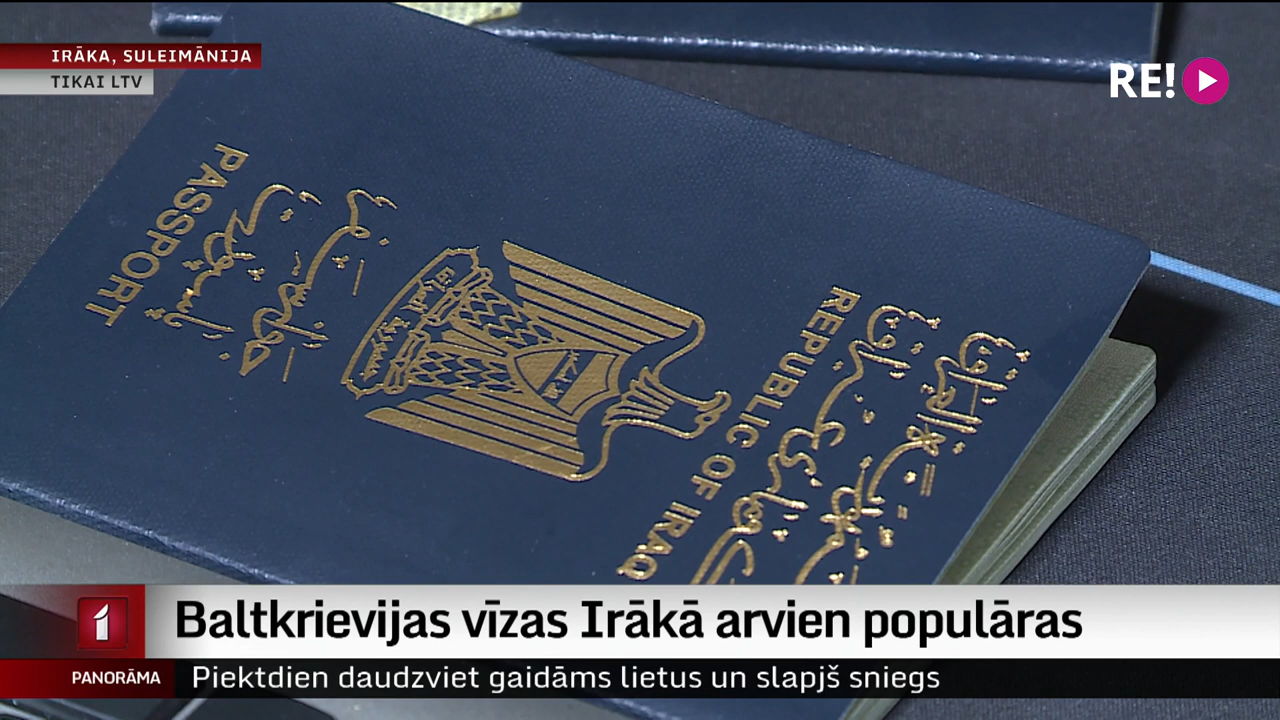 IRĀKA, SULEIMĀNIJA
TIKAI LTV
RE!
REPUBLIC OF IRAQ
PASSPORT
1
Baltkrievijas vīzas Irākā arvien populāras
PANORĀMA
Piektdien daudzviet gaidāms lietus un slapjš sniegs